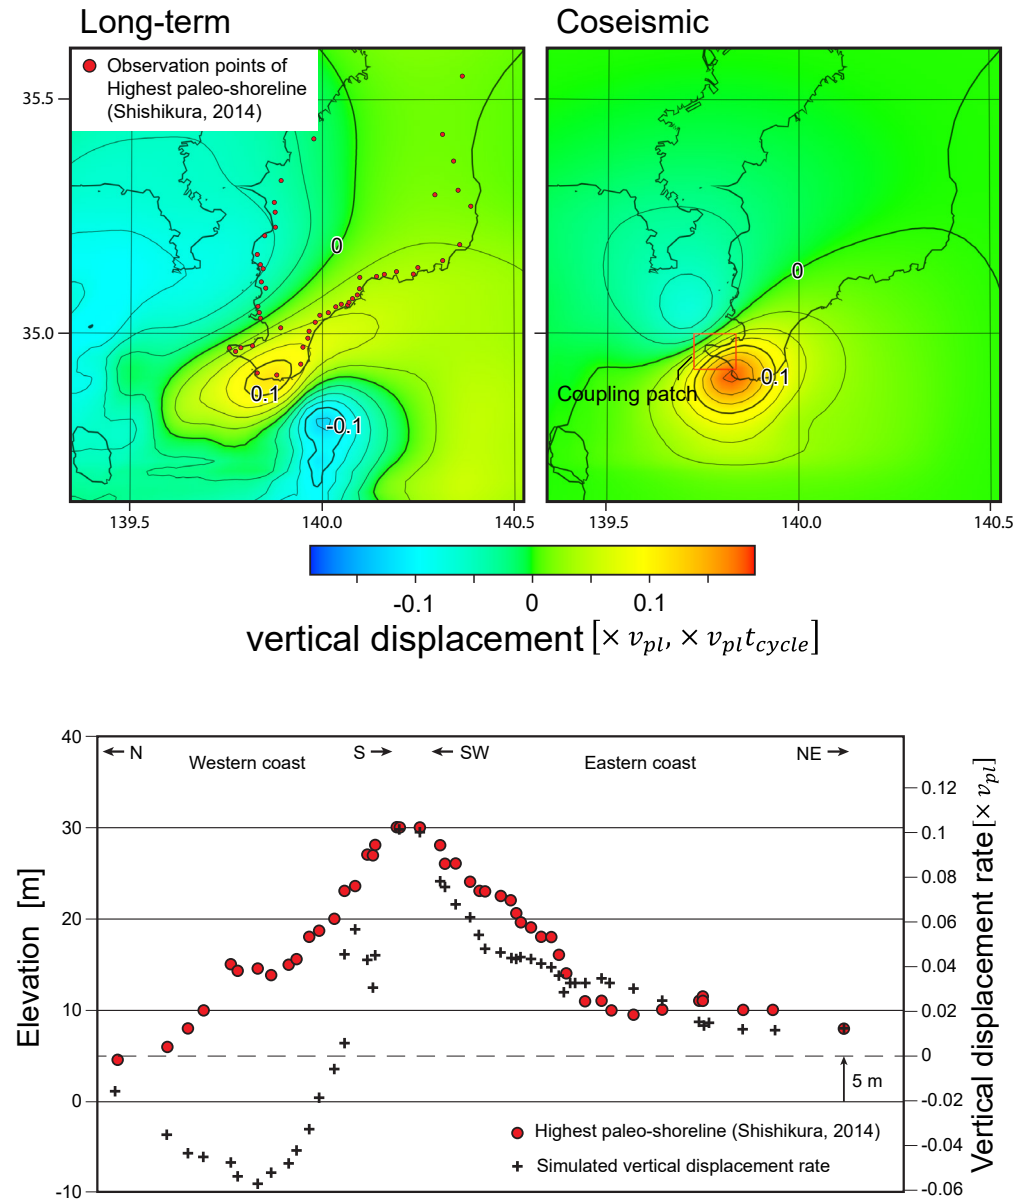 Long-term
Coseismic
Observation points of
Highest paleo-shoreline
(Shishikura, 2014)
35.5
0
0
35.0
0.1
-0.1
0.1
Coupling patch
139.5
140.0
140.5
139.5
140.0
140.5
-0.1
0
0.1
vertical displacement [× v_pl, × v_pl t_cycle]
40
← N
Western coast
S →
← SW
Eastern coast
NE →
30
20
10
0
-10
Elevation [m]
0.12
0.1
0.08
0.06
0.04
0.02
0
-0.02
-0.04
-0.06
Vertical displacement rate [× v_pl]
5 m
Highest paleo-shoreline (Shishikura, 2014)
Simulated vertical displacement rate